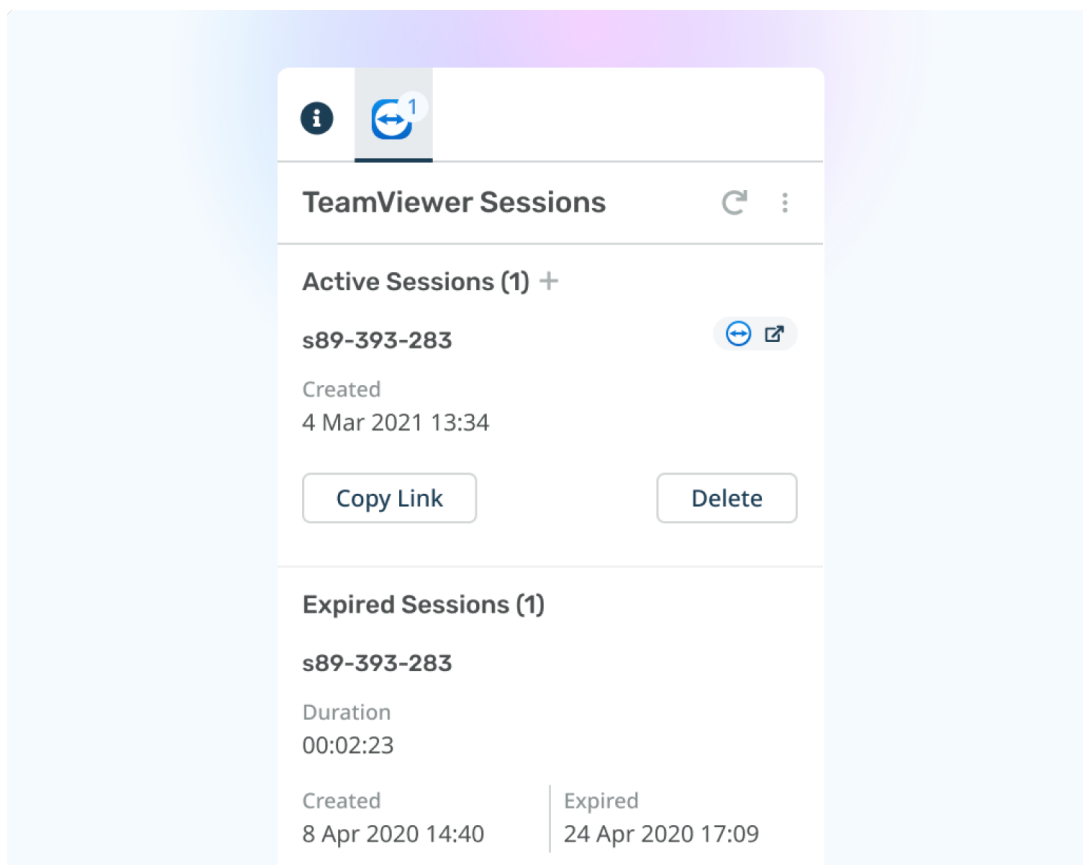 1
TeamViewer Sessions
Active Sessions (1)
s89-393-283
Created
4 Mar 2021 13:34
Copy Link Delete
Expired Sessions (1)
s89-393-283
Duration
00:02:23
Created Expired
8 Apr 2020 14:40 24 Apr 2020 17:09